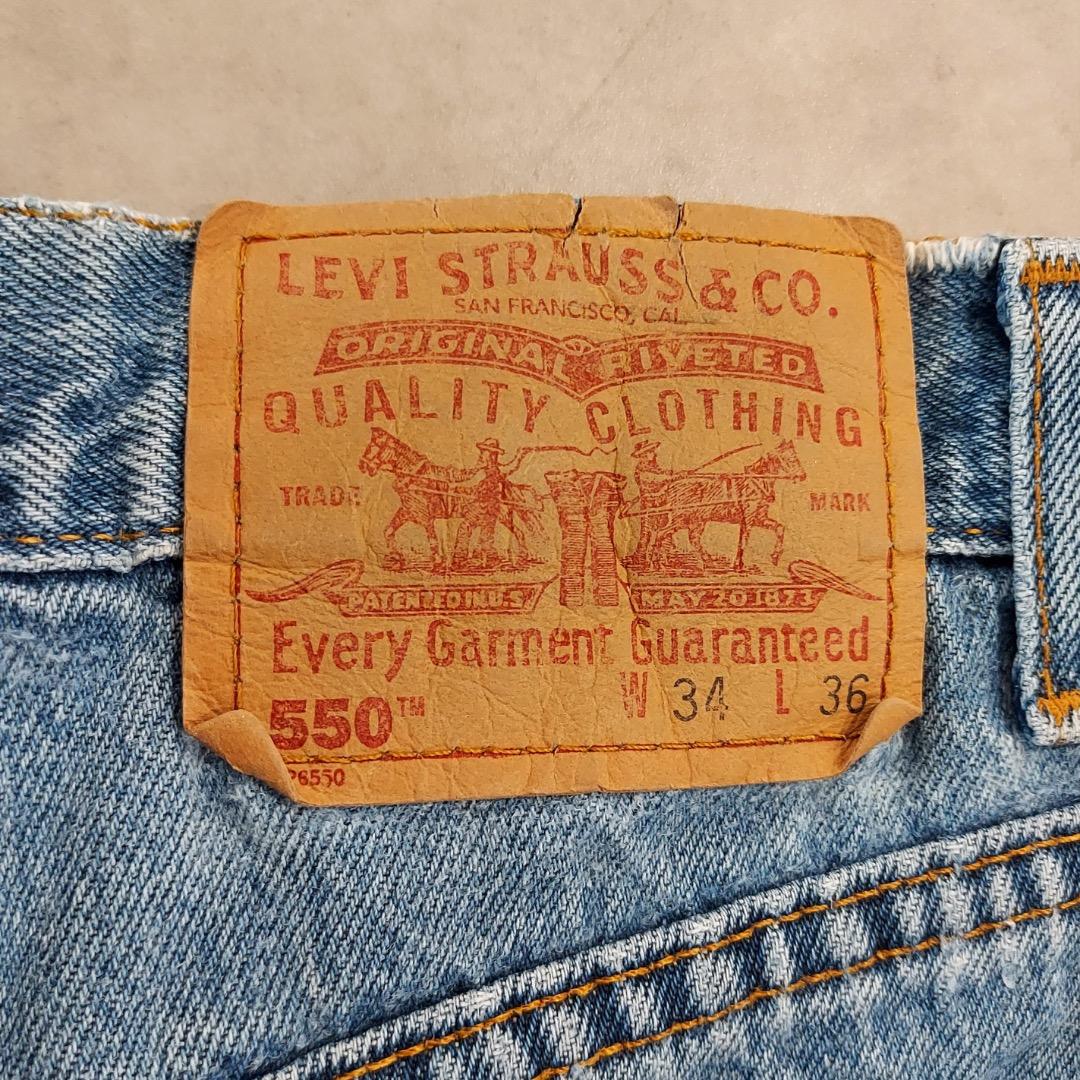 LEVI STRAUSS & CO.
SAN FRANCISCO, CAL.
ORIGINAL RIVETED
QUALITY CLOTHING
TRADE MARK
PATENTED IN U.S. MAY 20 1873
Every Garment Guaranteed
550™ W 34 L 36
26550